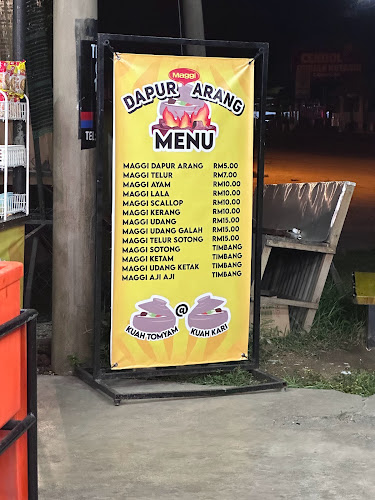 Maggi
DAPUR ARANG
MENU
MAGGI DAPUR ARANG RM5.00
MAGGI TELUR RM7.00
MAGGI AYAM RM10.00
MAGGI LALA RM10.00
MAGGI SCALLOP RM10.00
MAGGI KERANG RM10.00
MAGGI UDANG RM15.00
MAGGI UDANG GALAH RM15.00
MAGGI TELUR SOTONG RM15.00
MAGGI SOTONG TIMBANG
MAGGI KETAM TIMBANG
MAGGI UDANG KETAK TIMBANG
MAGGI AJI AJI TIMBANG
KUAH TOMYAM @ KUAH KARI
TEL